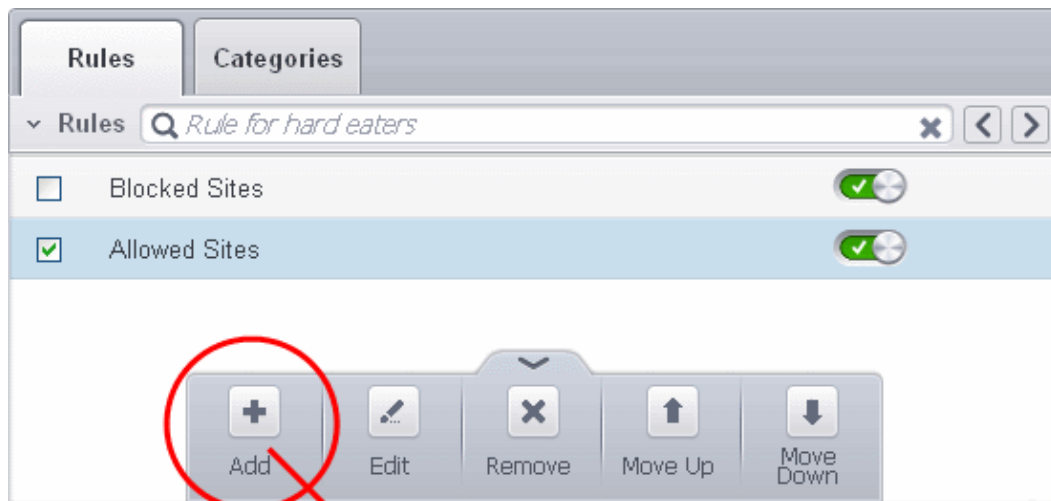 Rules Categories
Rules Rule for hard eaters
Blocked Sites
Allowed Sites
Add Edit Remove Move Up Move Down